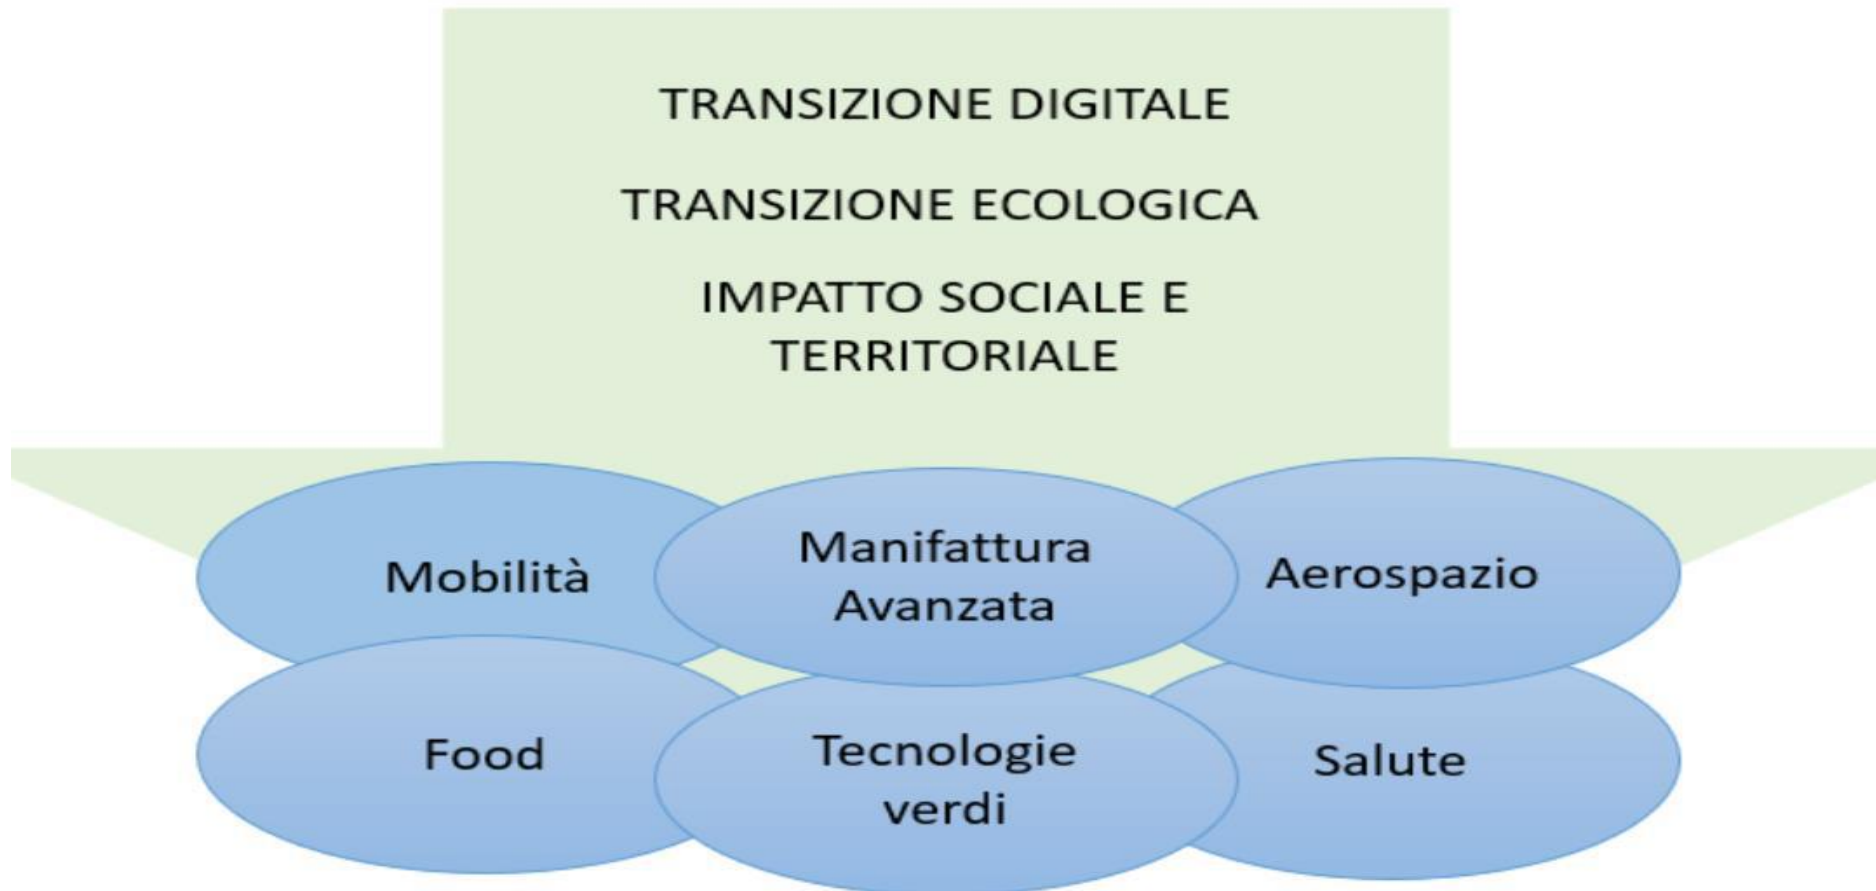 TRANSIZIONE DIGITALE
TRANSIZIONE ECOLOGICA
IMPATTO SOCIALE E
TERRITORIALE
Mobilità
Manifattura
Avanzata
Aerospazio
Food
Tecnologie
verdi
Salute